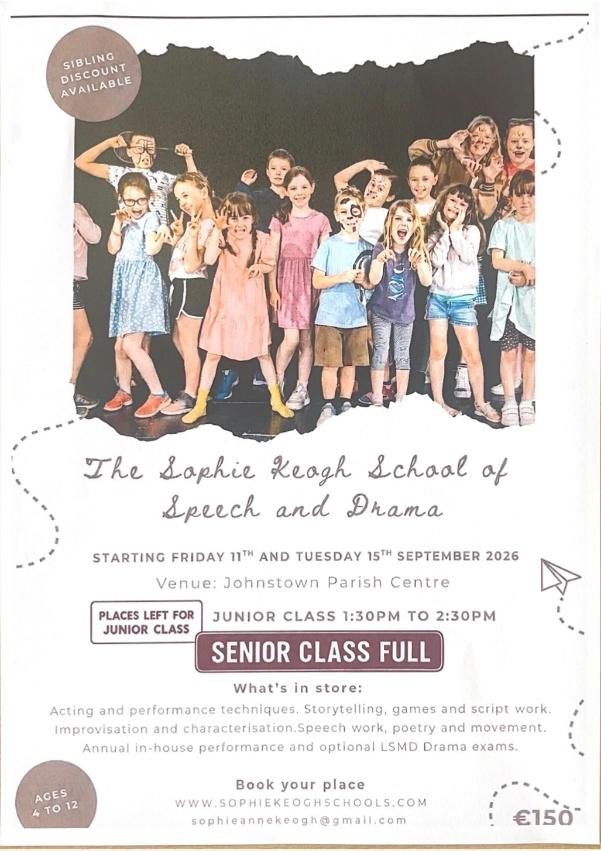 SIBLING
DISCOUNT
AVAILABLE
The Sophie Keogh School of
Speech and Drama
STARTING FRIDAY 11TH AND TUESDAY 15TH SEPTEMBER 2026
Venue: Johnstown Parish Centre
PLACES LEFT FOR
JUNIOR CLASS
JUNIOR CLASS 1:30PM TO 2:30PM
SENIOR CLASS FULL
What's in store:
Acting and performance techniques. Storytelling, games and script work.
Improvisation and characterisation.Speech work, poetry and movement.
Annual in-house performance and optional LSMD Drama exams.
AGES
4 TO 12
Book your place
WWW.SOPHIEKEOGHSCHOOLS.COM
sophieannekeogh@gmail.com
€150